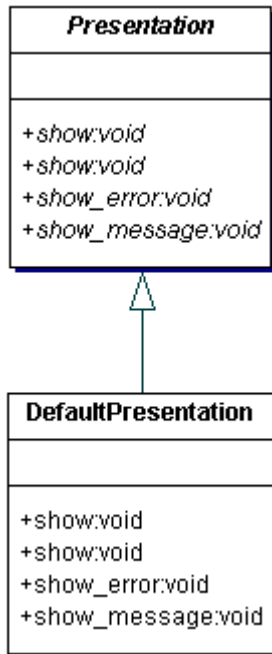 Presentation
+show:void
+show:void
+show_error:void
+show_message:void
DefaultPresentation
+show:void
+show:void
+show_error:void
+show_message:void